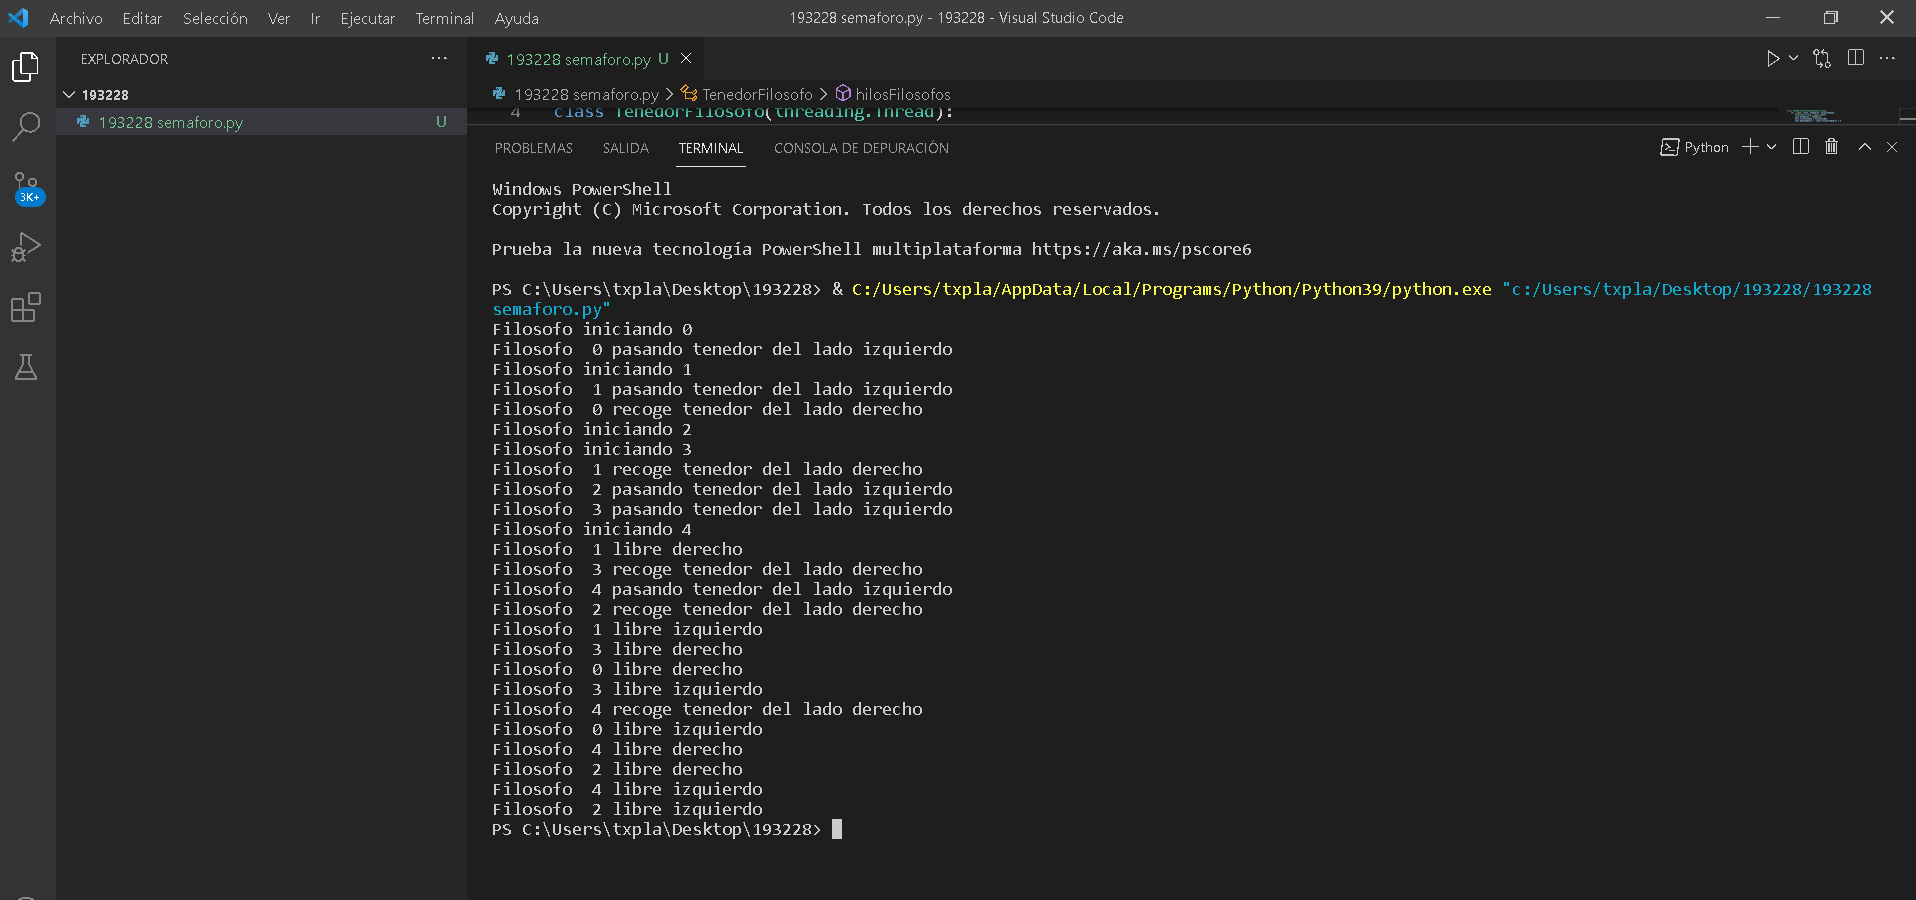 Archivo Editar Selección Ver Ir Ejecutar Terminal Ayuda
193228 semaforo.py - 193228 - Visual Studio Code
EXPLORADOR
193228 semaforo.py U
193228
193228 semaforo.py > TenedorFilosofo > hilosFilosofos
193228 semaforo.py U
4 class TenedorFilosofo(threading.Thread):
PROBLEMAS SALIDA TERMINAL CONSOLA DE DEPURACIÓN
Python
3K+
Windows PowerShell
Copyright (C) Microsoft Corporation. Todos los derechos reservados.
Prueba la nueva tecnología PowerShell multiplataforma https://aka.ms/pscore6
PS C:\Users\txpla\Desktop\193228> & C:/Users/txpla/AppData/Local/Programs/Python/Python39/python.exe "c:/Users/txpla/Desktop/193228/193228
semaforo.py"
Filosofo iniciando 0
Filosofo  0 pasando tenedor del lado izquierdo
Filosofo iniciando 1
Filosofo  1 pasando tenedor del lado izquierdo
Filosofo  0 recoge tenedor del lado derecho
Filosofo iniciando 2
Filosofo iniciando 3
Filosofo  1 recoge tenedor del lado derecho
Filosofo  2 pasando tenedor del lado izquierdo
Filosofo  3 pasando tenedor del lado izquierdo
Filosofo iniciando 4
Filosofo  1 libre derecho
Filosofo  3 recoge tenedor del lado derecho
Filosofo  4 pasando tenedor del lado izquierdo
Filosofo  2 recoge tenedor del lado derecho
Filosofo  1 libre izquierdo
Filosofo  3 libre derecho
Filosofo  0 libre derecho
Filosofo  3 libre izquierdo
Filosofo  4 recoge tenedor del lado derecho
Filosofo  0 libre izquierdo
Filosofo  4 libre derecho
Filosofo  2 libre derecho
Filosofo  4 libre izquierdo
Filosofo  2 libre izquierdo
PS C:\Users\txpla\Desktop\193228>